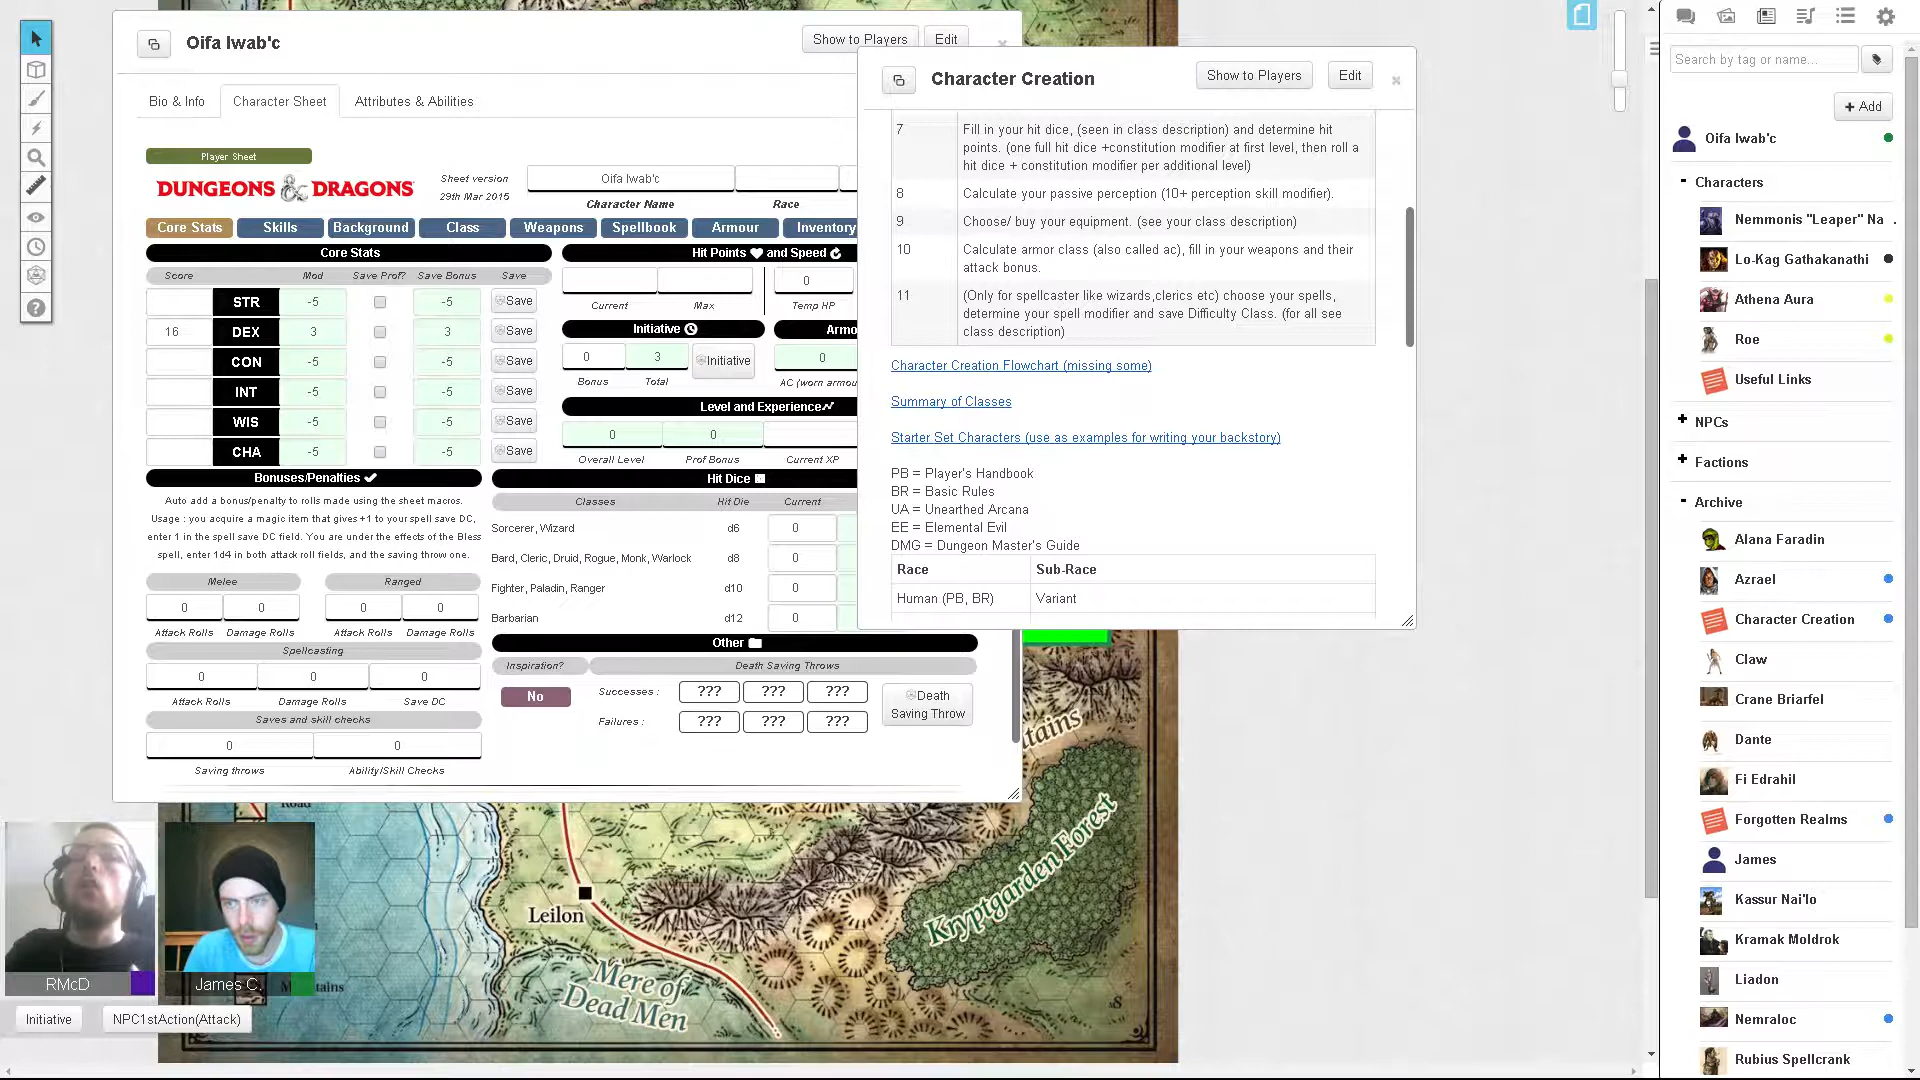 Oifa Iwab'c
Show to Players
Edit
Bio & Info
Character Sheet
Attributes & Abilities
Player Sheet
DUNGEONS & DRAGONS
Sheet version
29th Mar 2015
Oifa Iwab'c
Character Name
Race
Core Stats
Skills
Background
Class
Weapons
Spellbook
Armour
Inventory
Core Stats
Score
Mod
Save Prof?
Save Bonus
Save
STR
-5
-5
Save
16
DEX
3
3
Save
CON
-5
-5
Save
INT
-5
-5
Save
WIS
-5
-5
Save
CHA
-5
-5
Save
Bonuses/Penalties
Auto add a bonus/penalty to rolls made using the sheet macros.
Usage : you acquire a magic item that gives +1 to your spell save DC,
enter 1 in the spell save DC field. You are under the effects of the Bless
spell, enter 1d4 in both attack roll fields, and the saving throw one.
Melee
Ranged
0
0
0
0
Attack Rolls
Damage Rolls
Attack Rolls
Damage Rolls
Spellcasting
0
0
0
Attack Rolls
Damage Rolls
Save DC
Saves and skill checks
0
0
Saving throws
Ability/Skill Checks
Hit Points
and Speed
0
Current
Max
Temp HP
Initiative
Armo
0
3
Initiative
0
Bonus
Total
AC (worn armou
Level and Experience
0
0
Overall Level
Prof Bonus
Current XP
Hit Dice
Classes
Hit Die
Current
Sorcerer, Wizard
d6
0
Bard, Cleric, Druid, Rogue, Monk, Warlock
d8
0
Fighter, Paladin, Ranger
d10
0
Barbarian
d12
0
Other
Inspiration?
Death Saving Throws
No
Successes :
???
???
???
Failures :
???
???
???
Death
Saving Throw
Character Creation
Show to Players
Edit
7
Fill in your hit dice, (seen in class description) and determine hit
points. (one full hit dice +constitution modifier at first level, then roll a
hit dice + constitution modifier per additional level)
8
Calculate your passive perception (10+ perception skill modifier).
9
Choose/ buy your equipment. (see your class description)
10
Calculate armor class (also called ac), fill in your weapons and their
attack bonus.
11
(Only for spellcaster like wizards,clerics etc) choose your spells,
determine your spell modifier and save Difficulty Class. (for all see
class description)
Character Creation Flowchart (missing some)
Summary of Classes
Starter Set Characters (use as examples for writing your backstory)
PB = Player's Handbook
BR = Basic Rules
UA = Unearthed Arcana
EE = Elemental Evil
DMG = Dungeon Master's Guide
Race
Sub-Race
Human (PB, BR)
Variant
Search by tag or name...
+ Add
Oifa Iwab'c
- Characters
Nemmonis "Leaper" Na
Lo-Kag Gathakanathi
Athena Aura
Roe
Useful Links
+ NPCs
+ Factions
- Archive
Alana Faradin
Azrael
Character Creation
Claw
Crane Briarfel
Dante
Fi Edrahil
Forgotten Realms
James
Kassur Nai'lo
Kramak Moldrok
Liadon
Nemraloc
Rubius Spellcrank
Road
Leilon
Mere of
Dead Men
Kryptgarden Forest
tains
RMcD
James C.
Initiative
NPC1stAction(Attack)